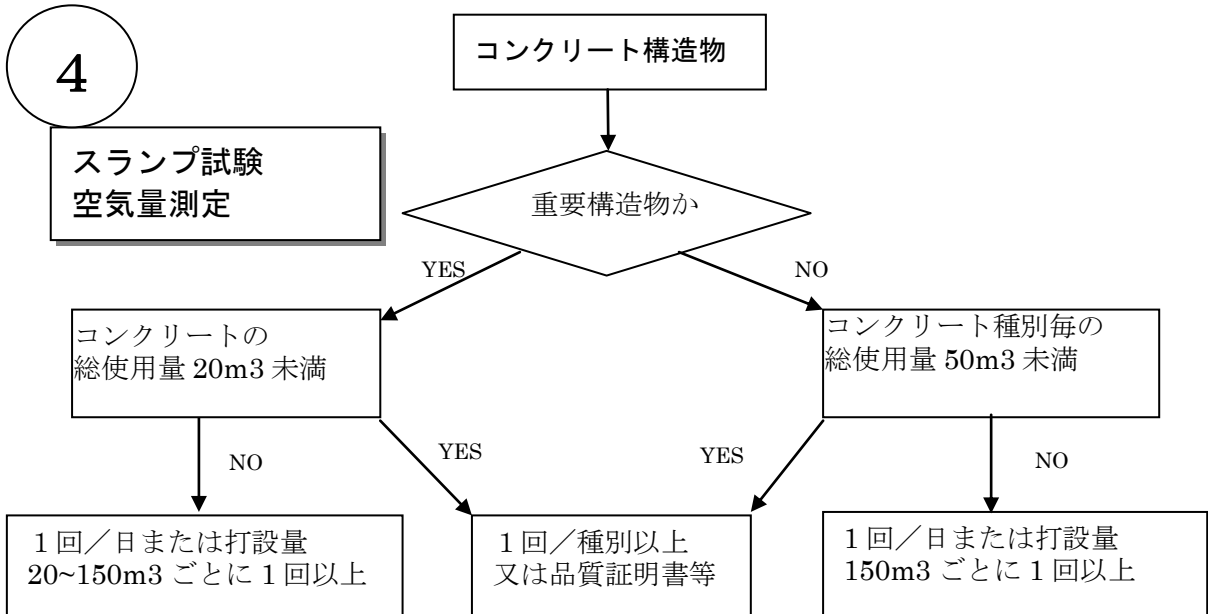 4
コンクリート構造物
スランプ試験
空気量測定
重要構造物か
YES
NO
コンクリートの
総使用量 20m3 未満
コンクリート種別毎の
総使用量 50m3 未満
NO
YES
YES
NO
１回／日または打設量
20~150m3 ごとに１回以上
１回／種別以上
又は品質証明書等
１回／日または打設量
150m3 ごとに１回以上